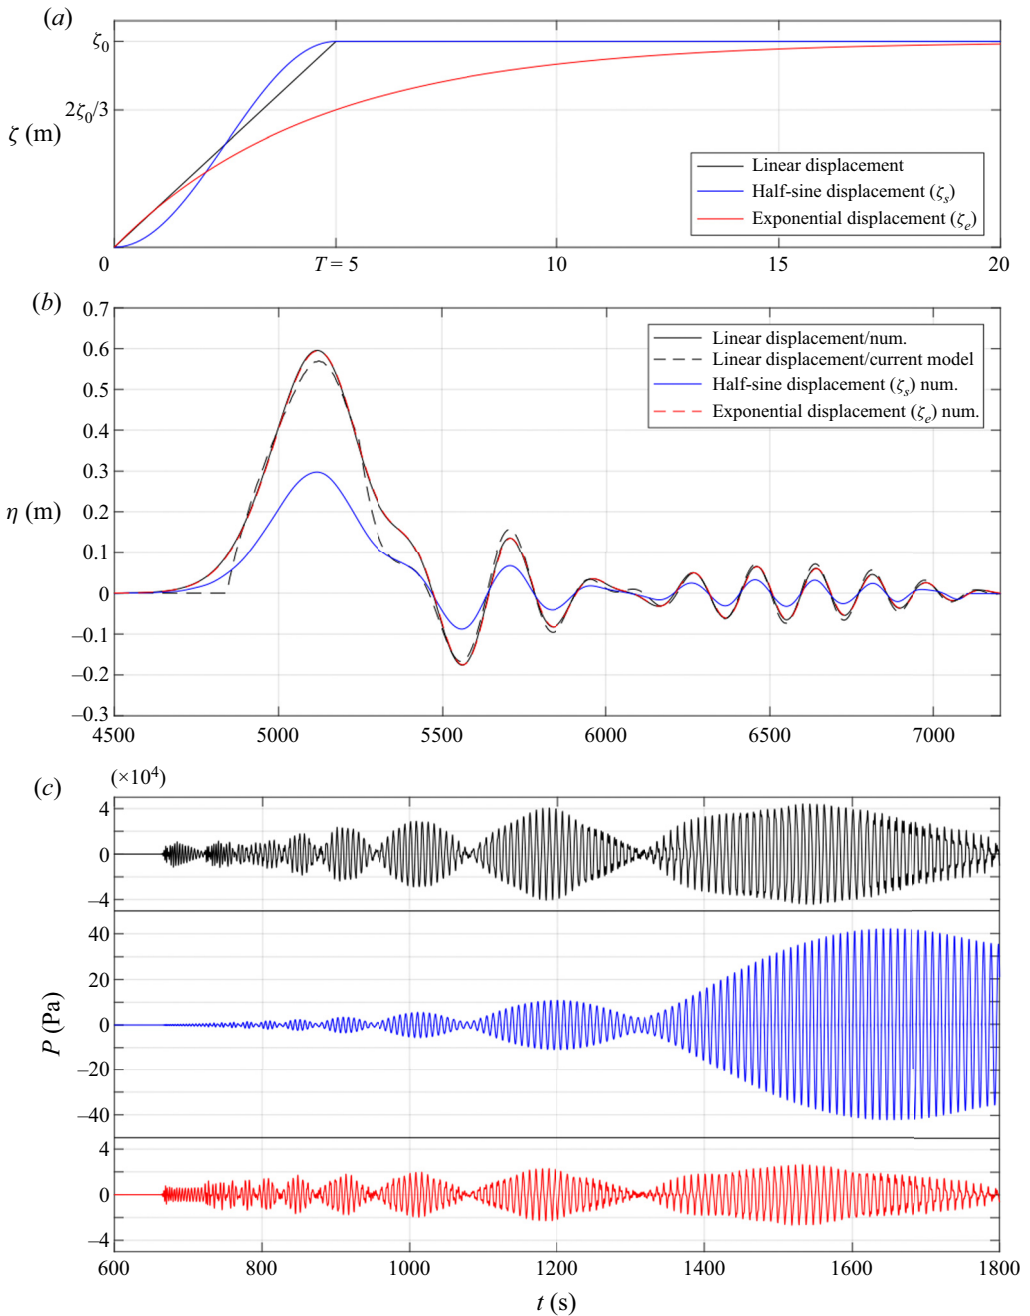 (a)
ζ0
2ζ0/3
ζ (m)
Linear displacement
Half-sine displacement (ζs)
Exponential displacement (ζe)
0 T = 5 10 15 20
(b)
0.7
0.6
0.5
0.4
0.3
0.2
0.1
0
–0.1
–0.2
–0.3
η (m)
Linear displacement/num.
Linear displacement/current model
Half-sine displacement (ζs) num.
Exponential displacement (ζe) num.
4500 5000 5500 6000 6500 7000
(c)
(×10⁴)
4
0
–4
40
20
0
–20
–40
P (Pa)
4
0
–4
600 800 1000 1200 1400 1600 1800
t (s)